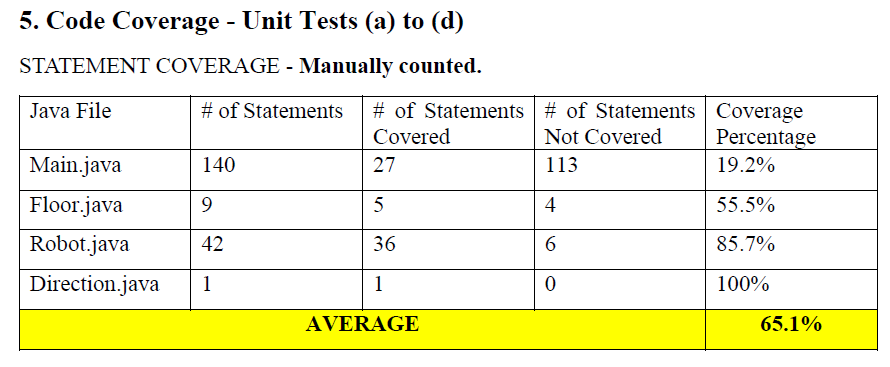 5. Code Coverage - Unit Tests (a) to (d)
STATEMENT COVERAGE - Manually counted.
Java File # of Statements # of Statements Covered # of Statements Not Covered Coverage Percentage
Main.java 140 27 113 19.2%
Floor.java 9 5 4 55.5%
Robot.java 42 36 6 85.7%
Direction.java 1 1 0 100%
AVERAGE 65.1%